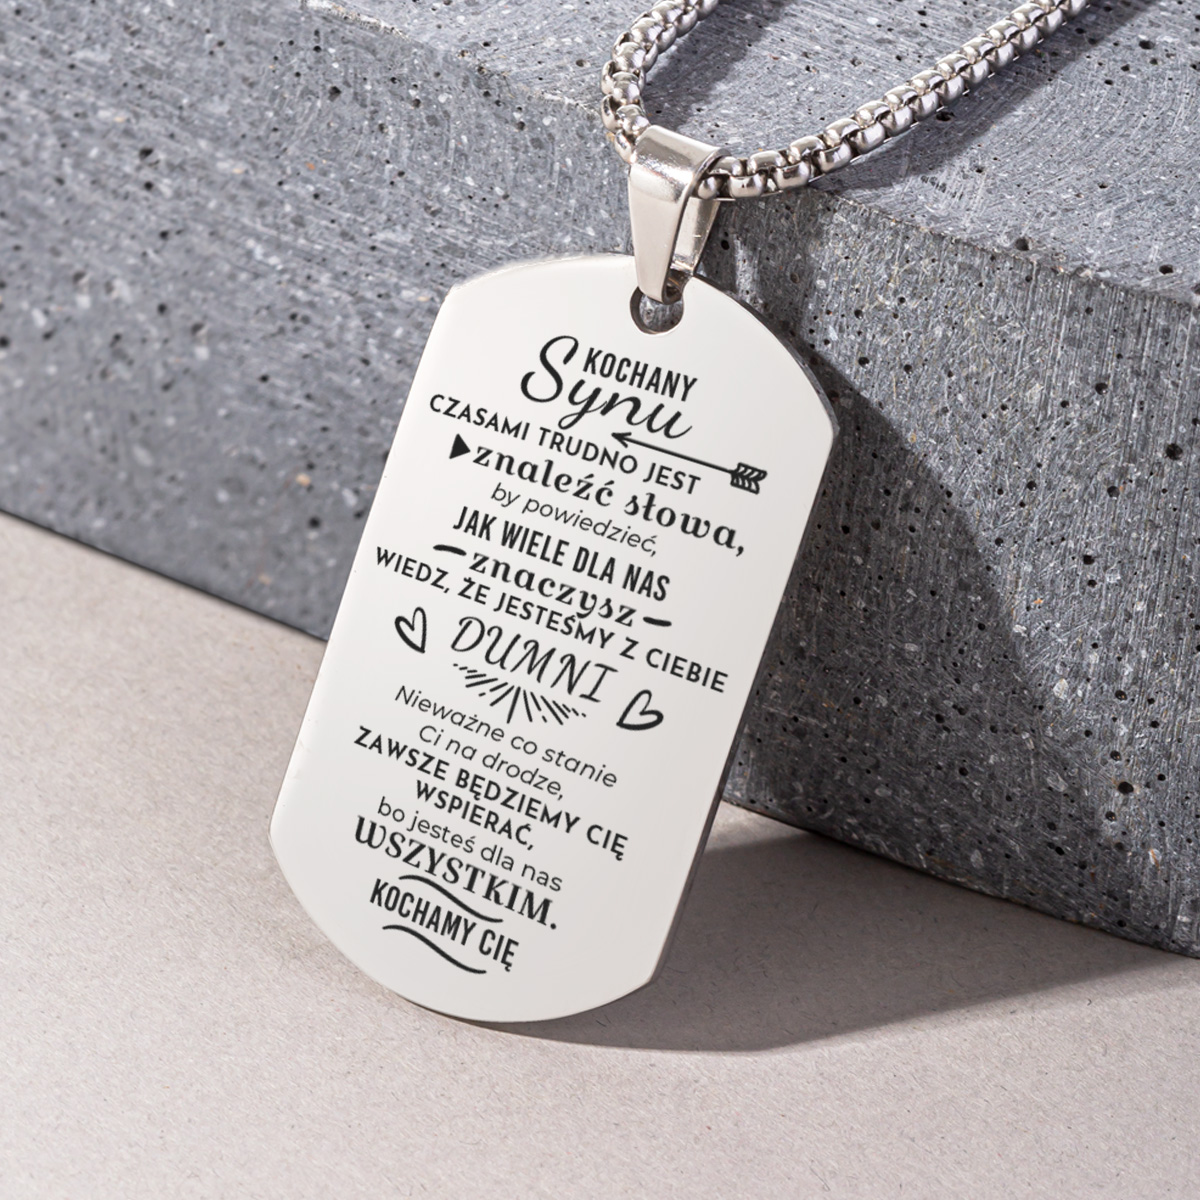 KOCHANY
Synu
CZASAMI TRUDNO JEST
znaleźć słowa,
by powiedzieć,
JAK WIELE DLA NAS
znaczysz
WIEDZ, ŻE JESTEŚMY Z CIEBIE
DUMNI
Nieważne co stanie
Ci na drodze,
ZAWSZE BĘDZIEMY CIĘ
WSPIERAĆ,
bo jesteś dla nas
WSZYSTKIM.
KOCHAMY CIĘ